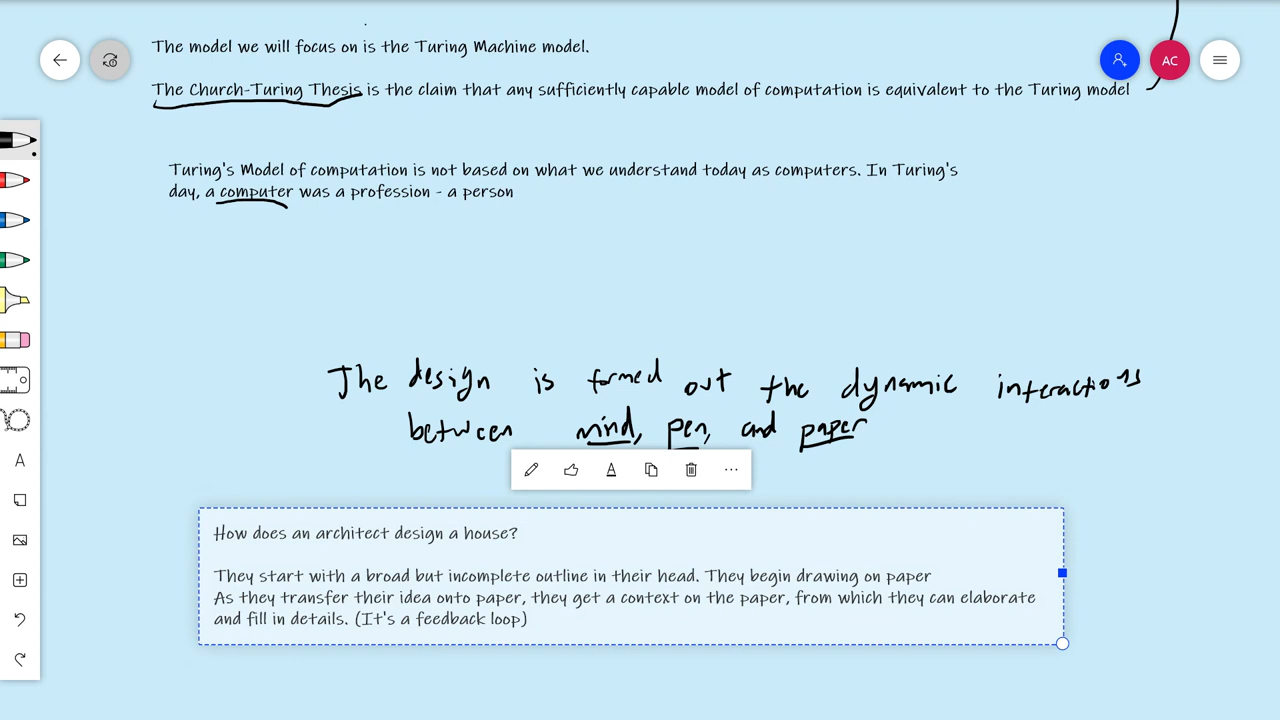 The model we will focus on is the Turing Machine model.
The Church-Turing Thesis is the claim that any sufficiently capable model of computation is equivalent to the Turing model
Turing's Model of computation is not based on what we understand today as computers. In Turing's
day, a computer was a profession - a person
The design is formed out the dynamic interactions
between mind, pen, and paper
How does an architect design a house?
They start with a broad but incomplete outline in their head. They begin drawing on paper
As they transfer their idea onto paper, they get a context on the paper, from which they can elaborate
and fill in details. (It's a feedback loop)
AC
A
A